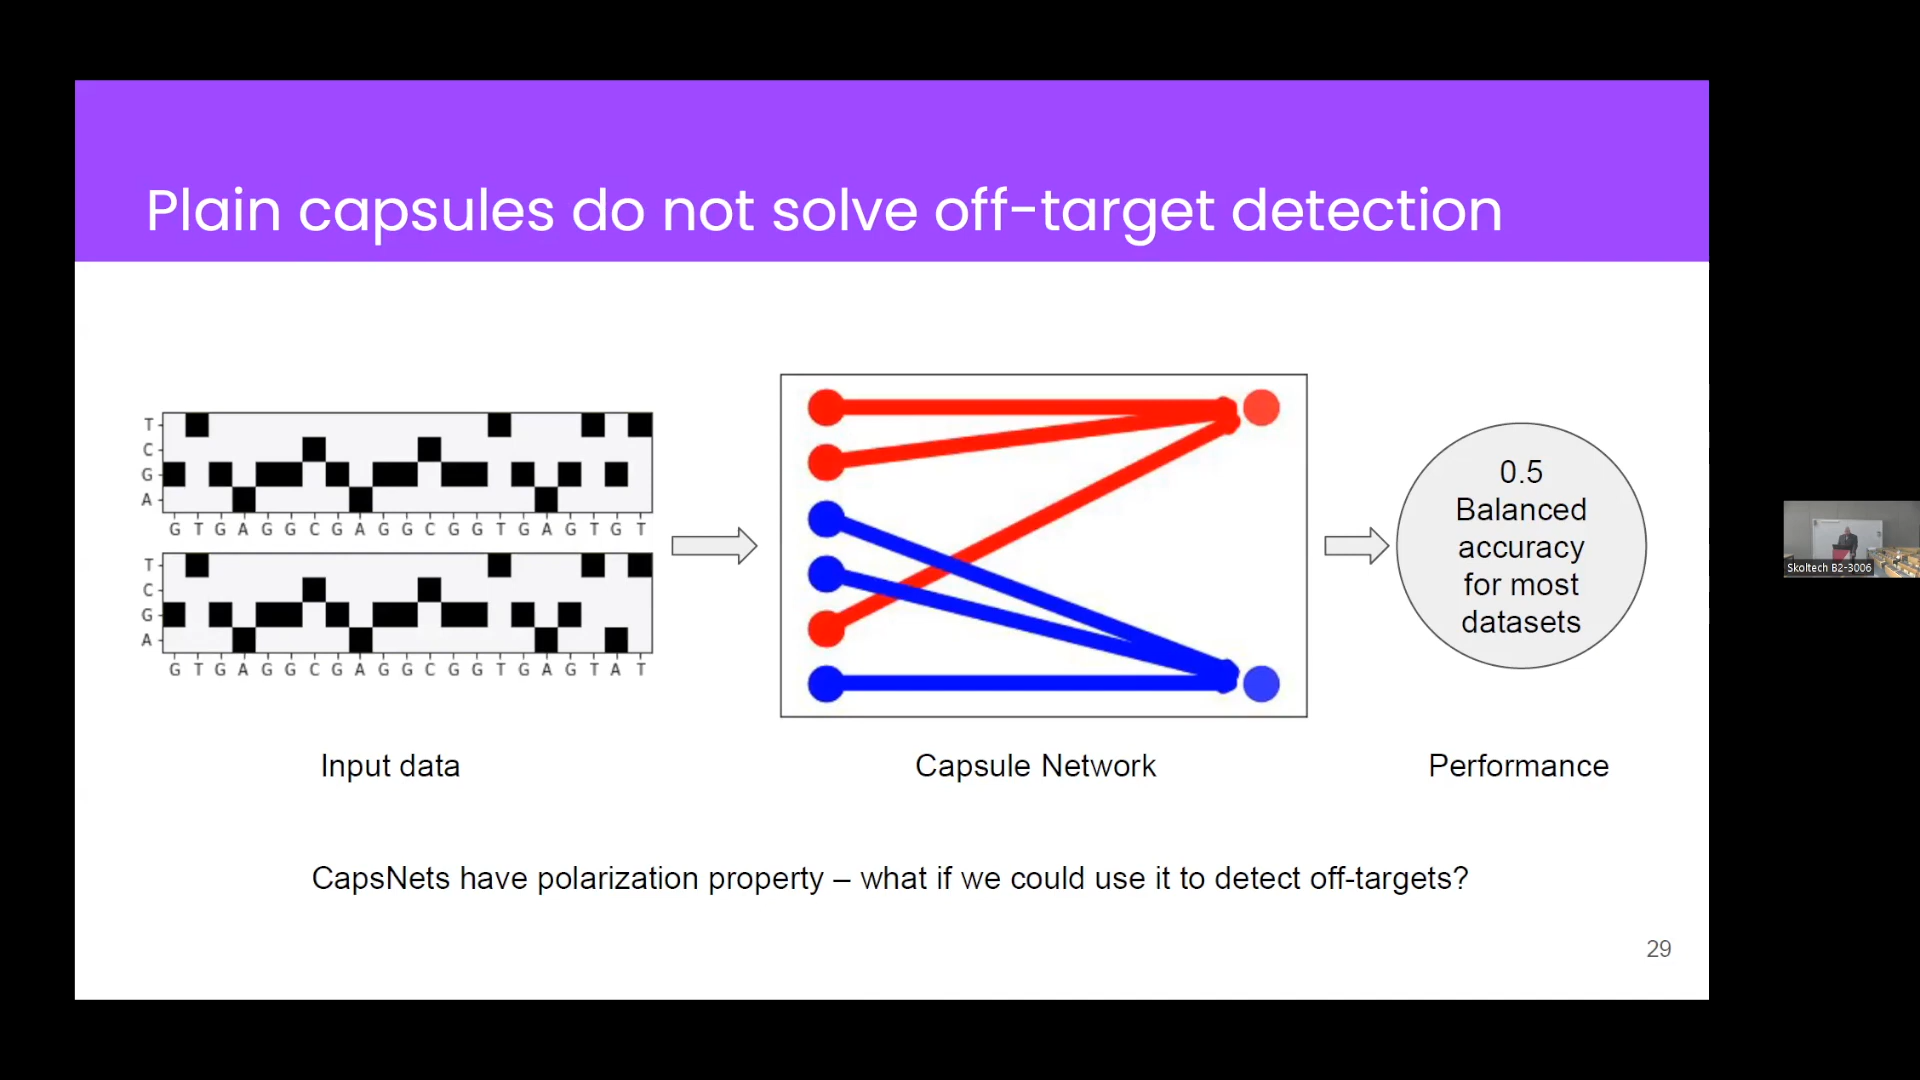 Plain capsules do not solve off-target detection
T
C
G
A
G T G A G G C G A G G C G G T G A G T G T
T
C
G
A
G T G A G G C G A G G C G G T G A G T A T
0.5
Balanced
accuracy
for most
datasets
Input data
Capsule Network
Performance
CapsNets have polarization property – what if we could use it to detect off-targets?
29
Skoltech B2-3006